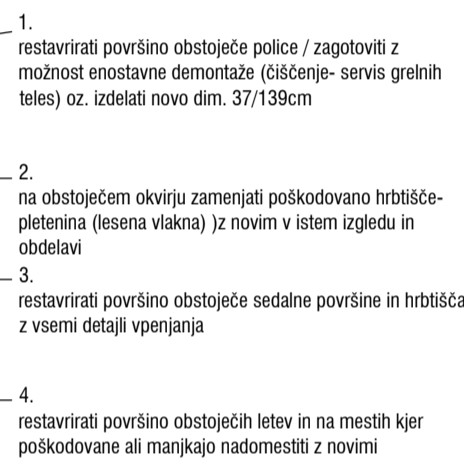 1.
restavrirati površino obstoječe police / zagotoviti z
možnost enostavne demontaže (čiščenje- servis grelnih
teles) oz. izdelati novo dim. 37/139cm
2.
na obstoječem okvirju zamenjati poškodovano hrbtišče-
pletenina (lesena vlakna) )z novim v istem izgledu in
obdelavi
3.
restavrirati površino obstoječe sedalne površine in hrbtišča
z vsemi detajli vpenjanja
4.
restavrirati površino obstoječih letev in na mestih kjer
poškodovane ali manjkajo nadomestiti z novimi